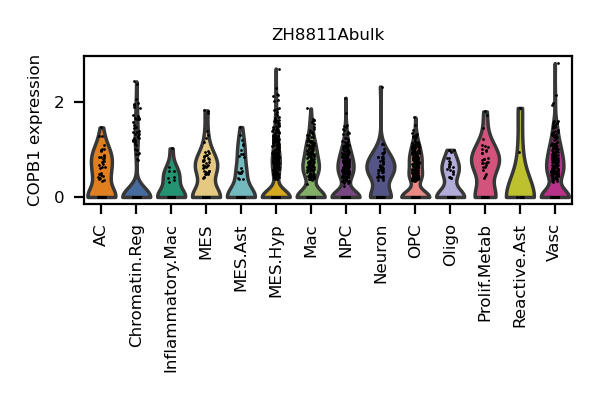 ZH8811Abulk
COPB1 expression
2
0
AC
Chromatin.Reg
Inflammatory.Mac
MES
MES.Ast
MES.Hyp
Mac
NPC
Neuron
OPC
Oligo
Prolif.Metab
Reactive.Ast
Vasc